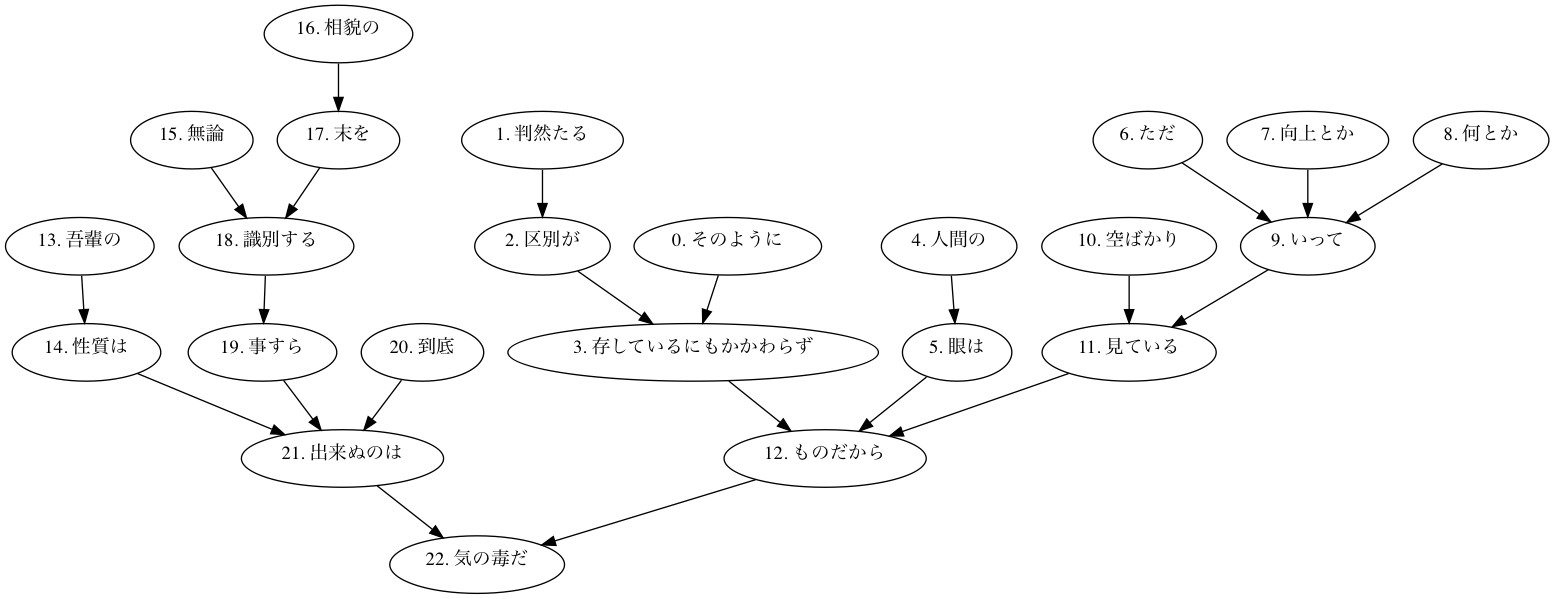 16. 相貌の
15. 無論
17. 末を
1. 判然たる
6. ただ
7. 向上とか
8. 何とか
13. 吾輩の
18. 識別する
2. 区別が
0. そのように
4. 人間の
10. 空ばかり
9. いって
14. 性質は
19. 事すら
20. 到底
3. 存しているにもかかわらず
5. 眼は
11. 見ている
21. 出来ぬのは
12. ものだから
22. 気の毒だ